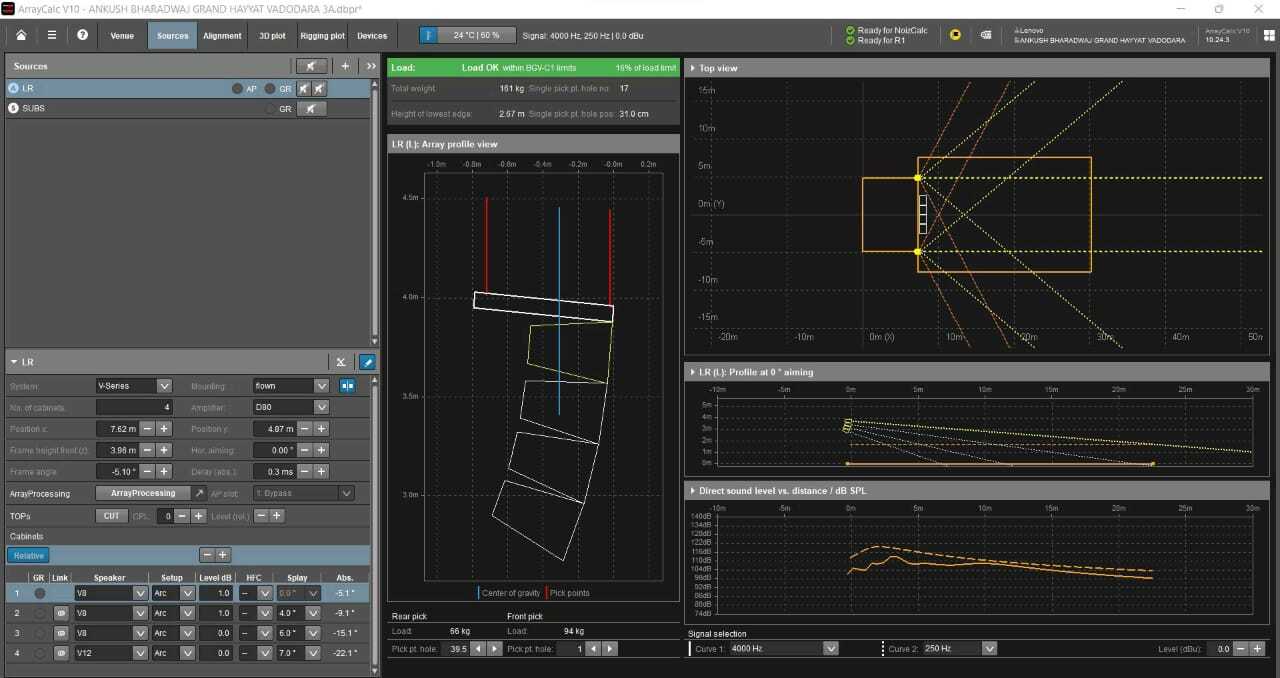 ArrayCalc V10 - ANKUSH BHARADWAJ GRAND HAYYAT VADODARA 3A.dbpr*
Venue Sources Alignment 3D plot Rigging plot Devices
24 °C | 60 % Signal: 4000 Hz, 250 Hz | 0.0 dBu
Ready for NoizCalc
Ready for R1
Lenovo
ANKUSH BHARADWAJ GRAND HAYYAT VADODARA
ArrayCalc V10
10.24.3
Sources
LR AP GR
S SUBS GR
LR
System: V-Series Mounting: flown
No. of cabinets: 4 Amplifier: D80
Position x: 7.62 m Position y: 4.87 m
Frame height front (z): 3.96 m Hor. aiming: 0.00 °
Frame angle: -5.10 ° Delay (abs.): 0.3 ms
ArrayProcessing ArrayProcessing AP slot: 1: Bypass
TOPs CUT CPL: 0 Level (rel.)
Cabinets
Relative
GR Link Speaker Setup Level dB HFC Splay Abs.
1 V8 Arc 1.0 -- 0.0 ° -5.1 °
2 V8 Arc 1.0 -- 4.0 ° -9.1 °
3 V8 Arc 0.0 -- 6.0 ° -15.1 °
4 V12 Arc 0.0 -- 7.0 ° -22.1 °
Load: Load OK within BGV-C1 limits 16% of load limit
Total weight: 161 kg Single pick pt. hole no: 17
Height of lowest edge: 2.67 m Single pick pt. hole pos: 31.0 cm
LR (L): Array profile view
-1.0m -0.8m -0.6m -0.4m -0.2m -0.0m 0.2m
4.5m
4.0m
3.5m
3.0m
Center of gravity Pick points
Rear pick Front pick
Load: 66 kg Load: 94 kg
Pick pt. hole: 39.5 Pick pt. hole: 1
Top view
15m
10m
5m
0m (Y)
-5m
-10m
-15m
-20m -10m 0m (X) 10m 20m 30m 40m 50m
LR (L): Profile at 0 ° aiming
-10m -5m 0m 5m 10m 15m 20m 25m 30m
5m
4m
3m
2m
1m
0m
Direct sound level vs. distance / dB SPL
-10m -5m 0m 5m 10m 15m 20m 25m 30m
140dB
134dB
128dB
122dB
116dB
110dB
104dB
98dB
92dB
86dB
80dB
74dB
Signal selection
Curve 1: 4000 Hz Curve 2: 250 Hz Level (dBu): 0.0